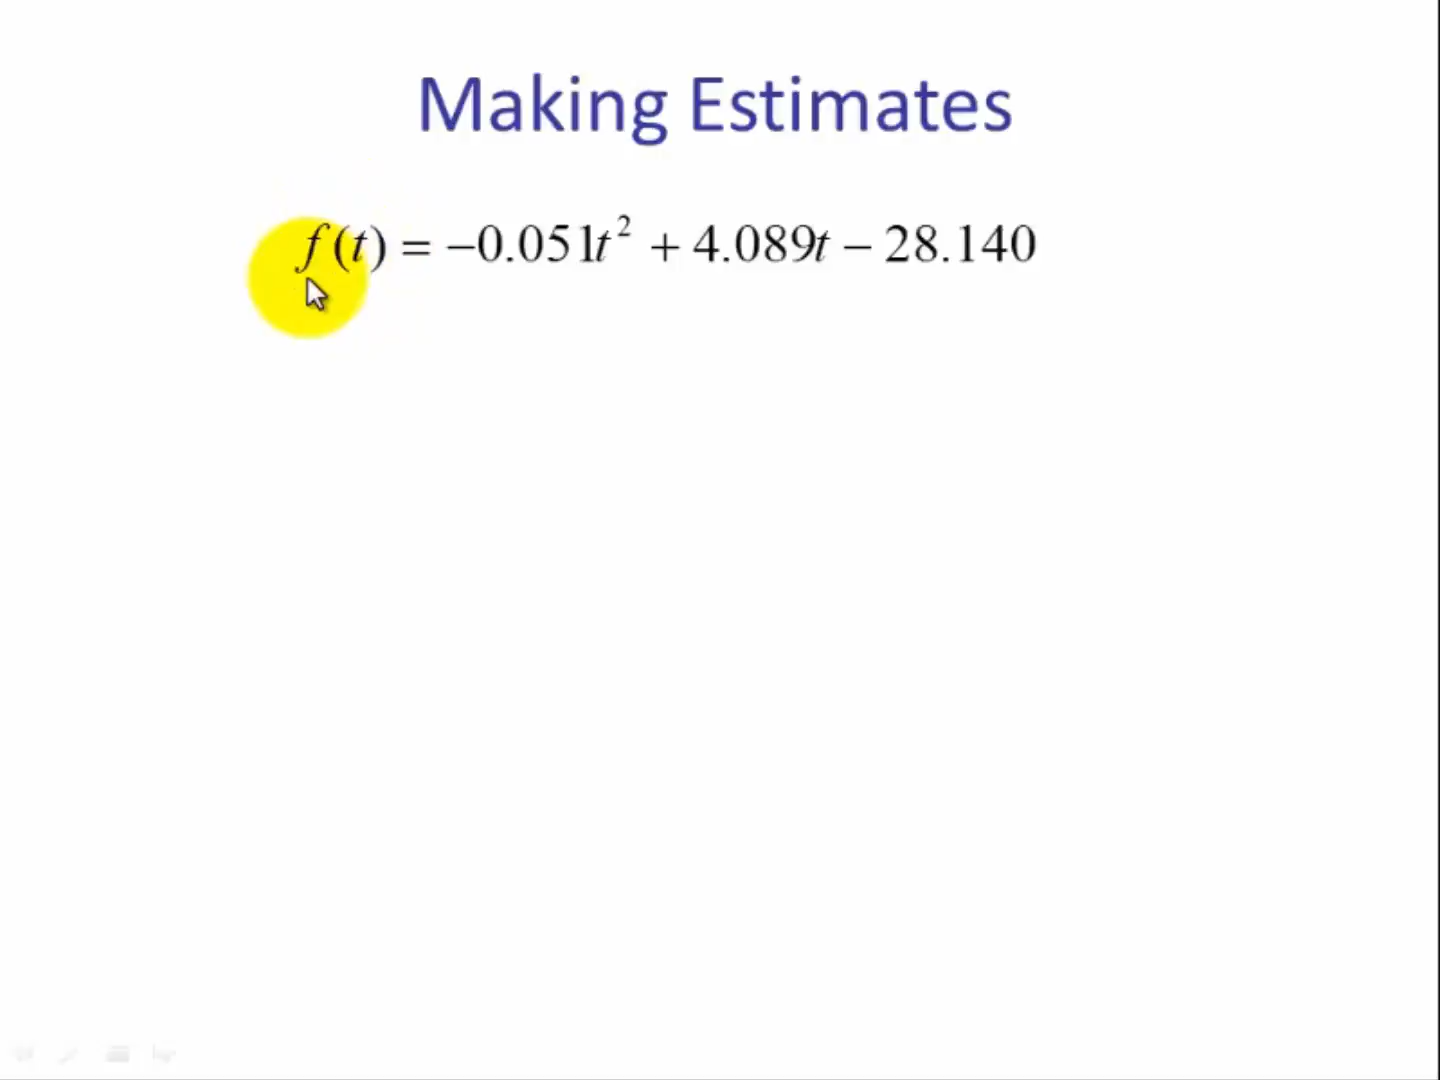 Making Estimates
f(t) = −0.051t² + 4.089t − 28.140